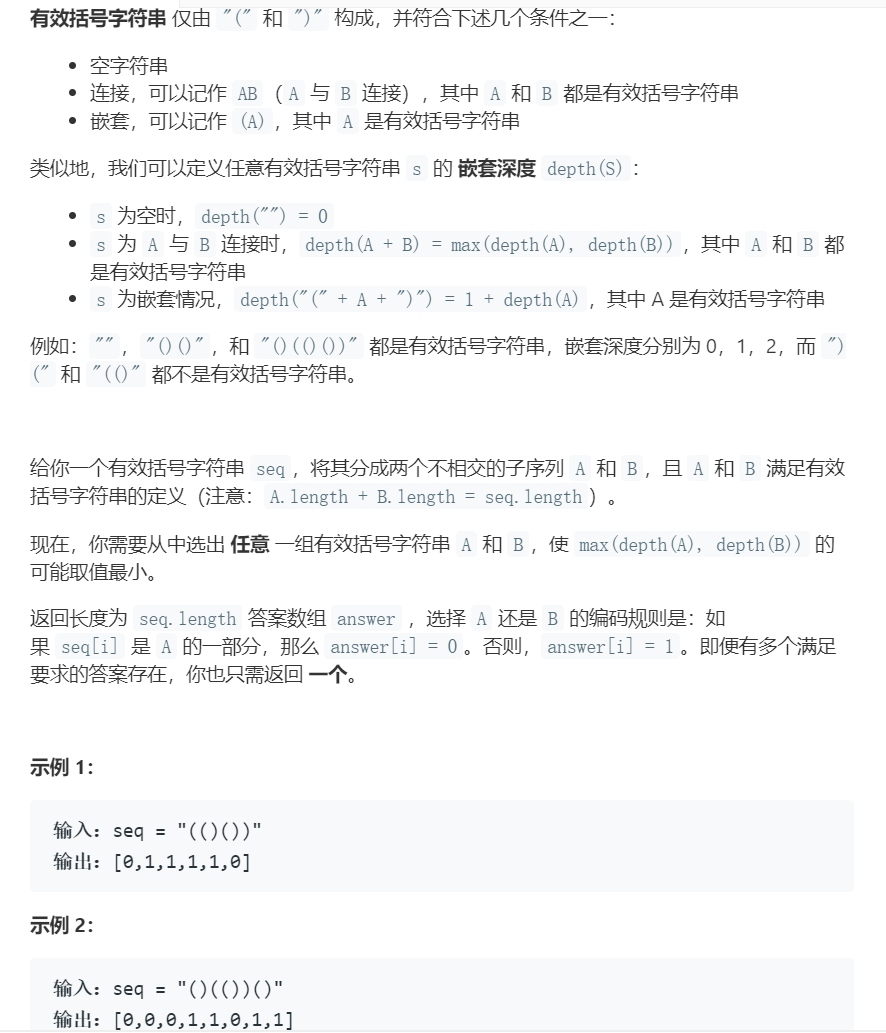 有效括号字符串 仅由 "(" 和 ")" 构成，并符合下述几个条件之一：
• 空字符串
• 连接，可以记作 AB （ A 与 B 连接），其中 A 和 B 都是有效括号字符串
• 嵌套，可以记作 (A) ，其中 A 是有效括号字符串
类似地，我们可以定义任意有效括号字符串 s 的 嵌套深度 depth(S) ：
• s 为空时， depth("") = 0
• s 为 A 与 B 连接时， depth(A + B) = max(depth(A), depth(B)) ，其中 A 和 B 都
是有效括号字符串
• s 为嵌套情况， depth("(" + A + ")") = 1 + depth(A) ，其中 A 是有效括号字符串
例如： "" ， "()()" ，和 "()(()())" 都是有效括号字符串，嵌套深度分别为 0，1，2，而 ")
(" 和 "(()" 都不是有效括号字符串。
给你一个有效括号字符串 seq ，将其分成两个不相交的子序列 A 和 B ，且 A 和 B 满足有效
括号字符串的定义（注意： A.length + B.length = seq.length ）。
现在，你需要从中选出 任意 一组有效括号字符串 A 和 B ，使 max(depth(A), depth(B)) 的
可能取值最小。
返回长度为 seq.length 答案数组 answer ，选择 A 还是 B 的编码规则是：如
果 seq[i] 是 A 的一部分，那么 answer[i] = 0 。否则， answer[i] = 1 。即便有多个满足
要求的答案存在，你也只需返回 一个。
示例 1：
输入：seq = "(()())"
输出：[0,1,1,1,1,0]
示例 2：
输入：seq = "()(())()"
输出：[0,0,0,1,1,0,1,1]